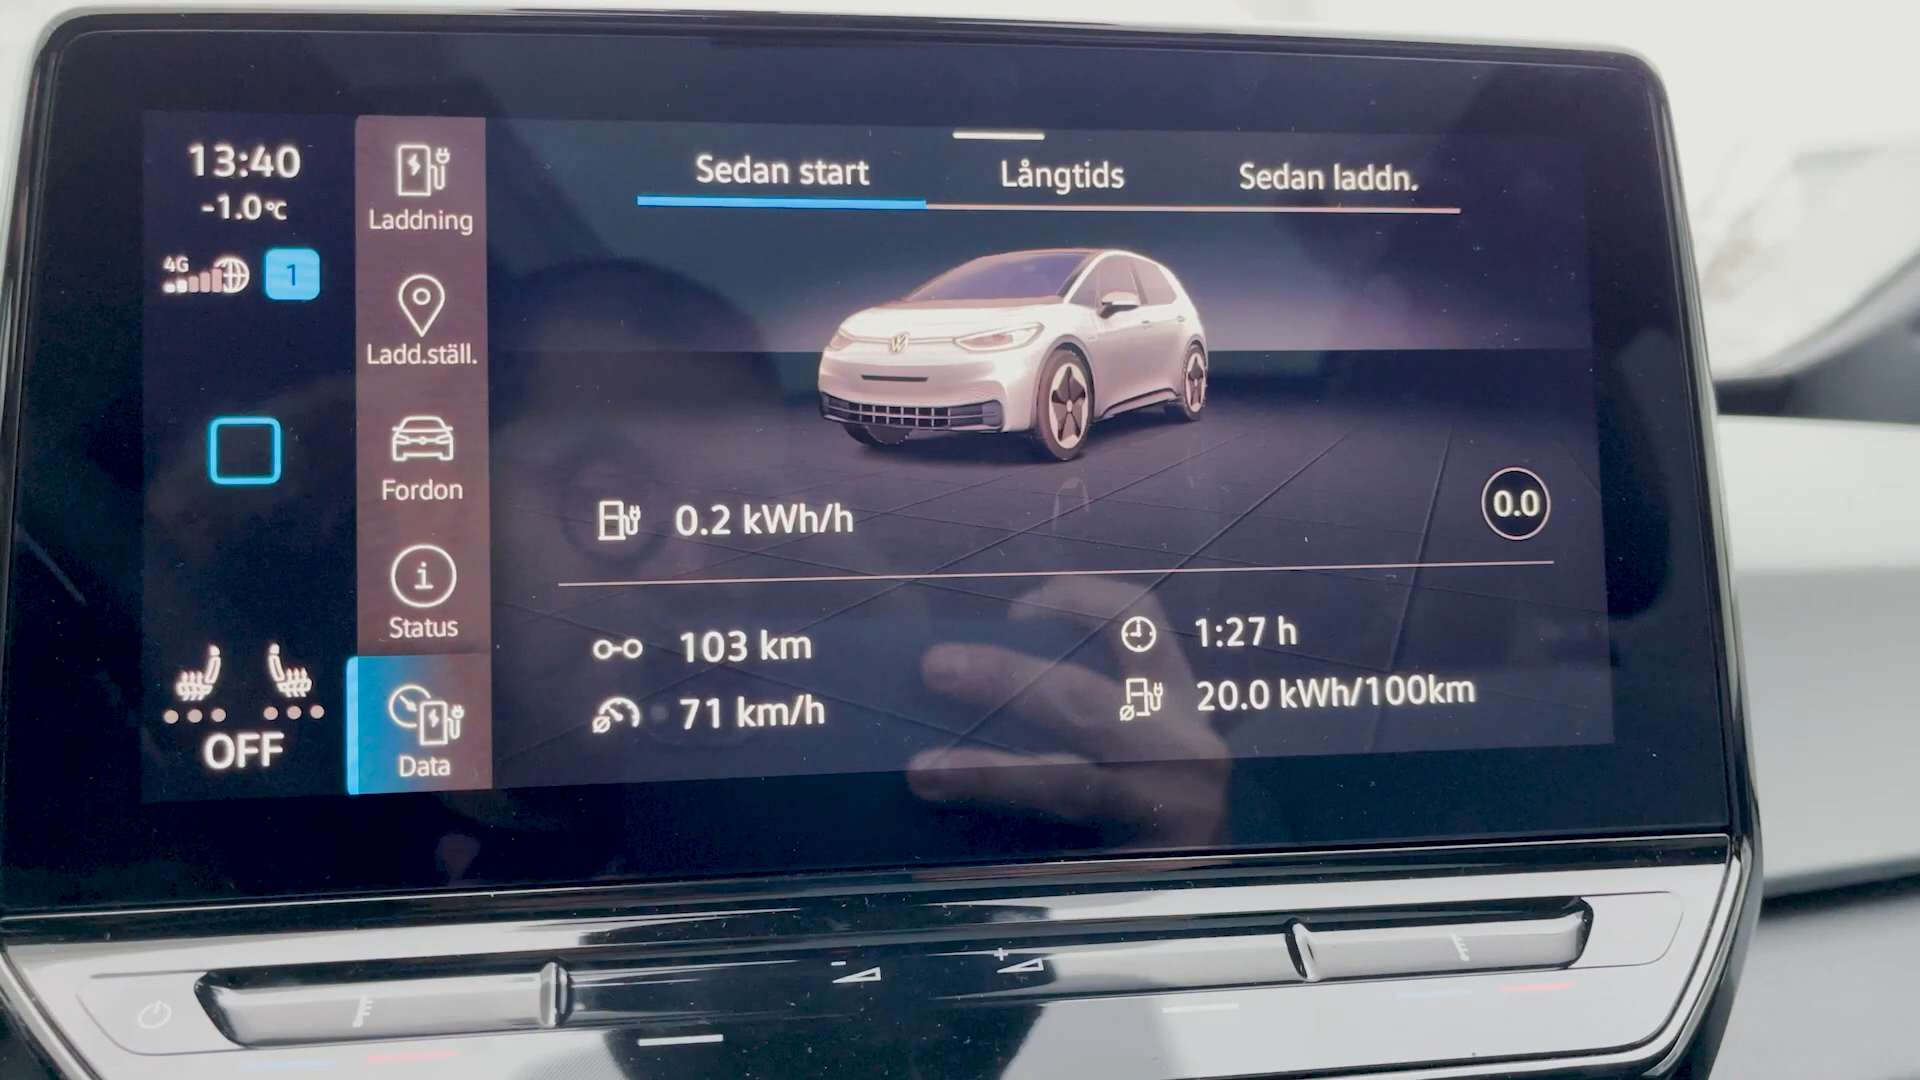 13:40
-1.0°C
4G
1
OFF
Laddning
Ladd.ställ.
Fordon
Status
Data
Sedan start
Långtids
Sedan laddn.
0.2 kWh/h
0.0
103 km
1:27 h
71 km/h
20.0 kWh/100km